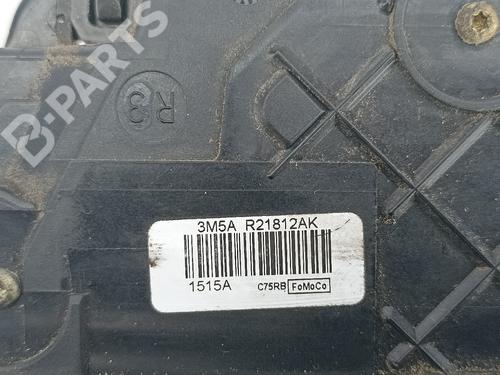 B-PARTS
R3
3M5A R21812AK
1515A C75RB FoMoCo